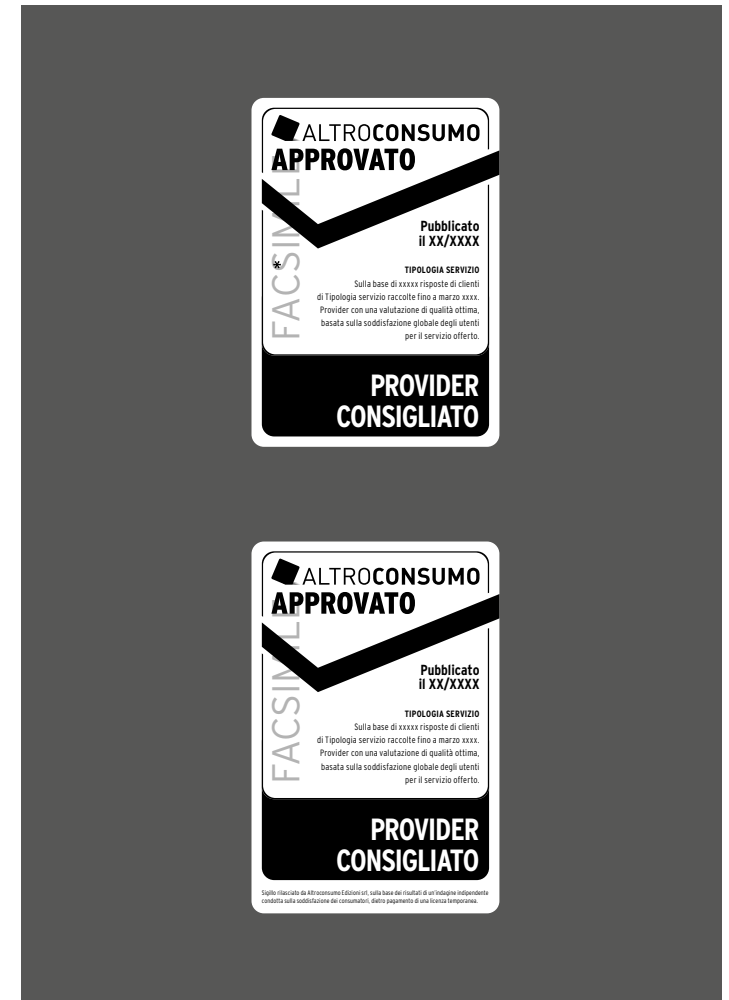 ALTROCONSUMO
APPROVATO
FACSIMILE
Pubblicato
il XX/XXXX
*
TIPOLOGIA SERVIZIO
Sulla base di xxxxx risposte di clienti
di Tipologia servizio raccolte fino a marzo xxxx.
Provider con una valutazione di qualità ottima,
basata sulla soddisfazione globale degli utenti
per il servizio offerto.
PROVIDER
CONSIGLIATO
ALTROCONSUMO
APPROVATO
FACSIMILE
Pubblicato
il XX/XXXX
TIPOLOGIA SERVIZIO
Sulla base di xxxxx risposte di clienti
di Tipologia servizio raccolte fino a marzo xxxx.
Provider con una valutazione di qualità ottima,
basata sulla soddisfazione globale degli utenti
per il servizio offerto.
PROVIDER
CONSIGLIATO
Sigillo rilasciato da Altroconsumo Edizioni srl, sulla base dei risultati di un'indagine indipendente
condotta sulla soddisfazione dei consumatori, dietro pagamento di una licenza temporanea.